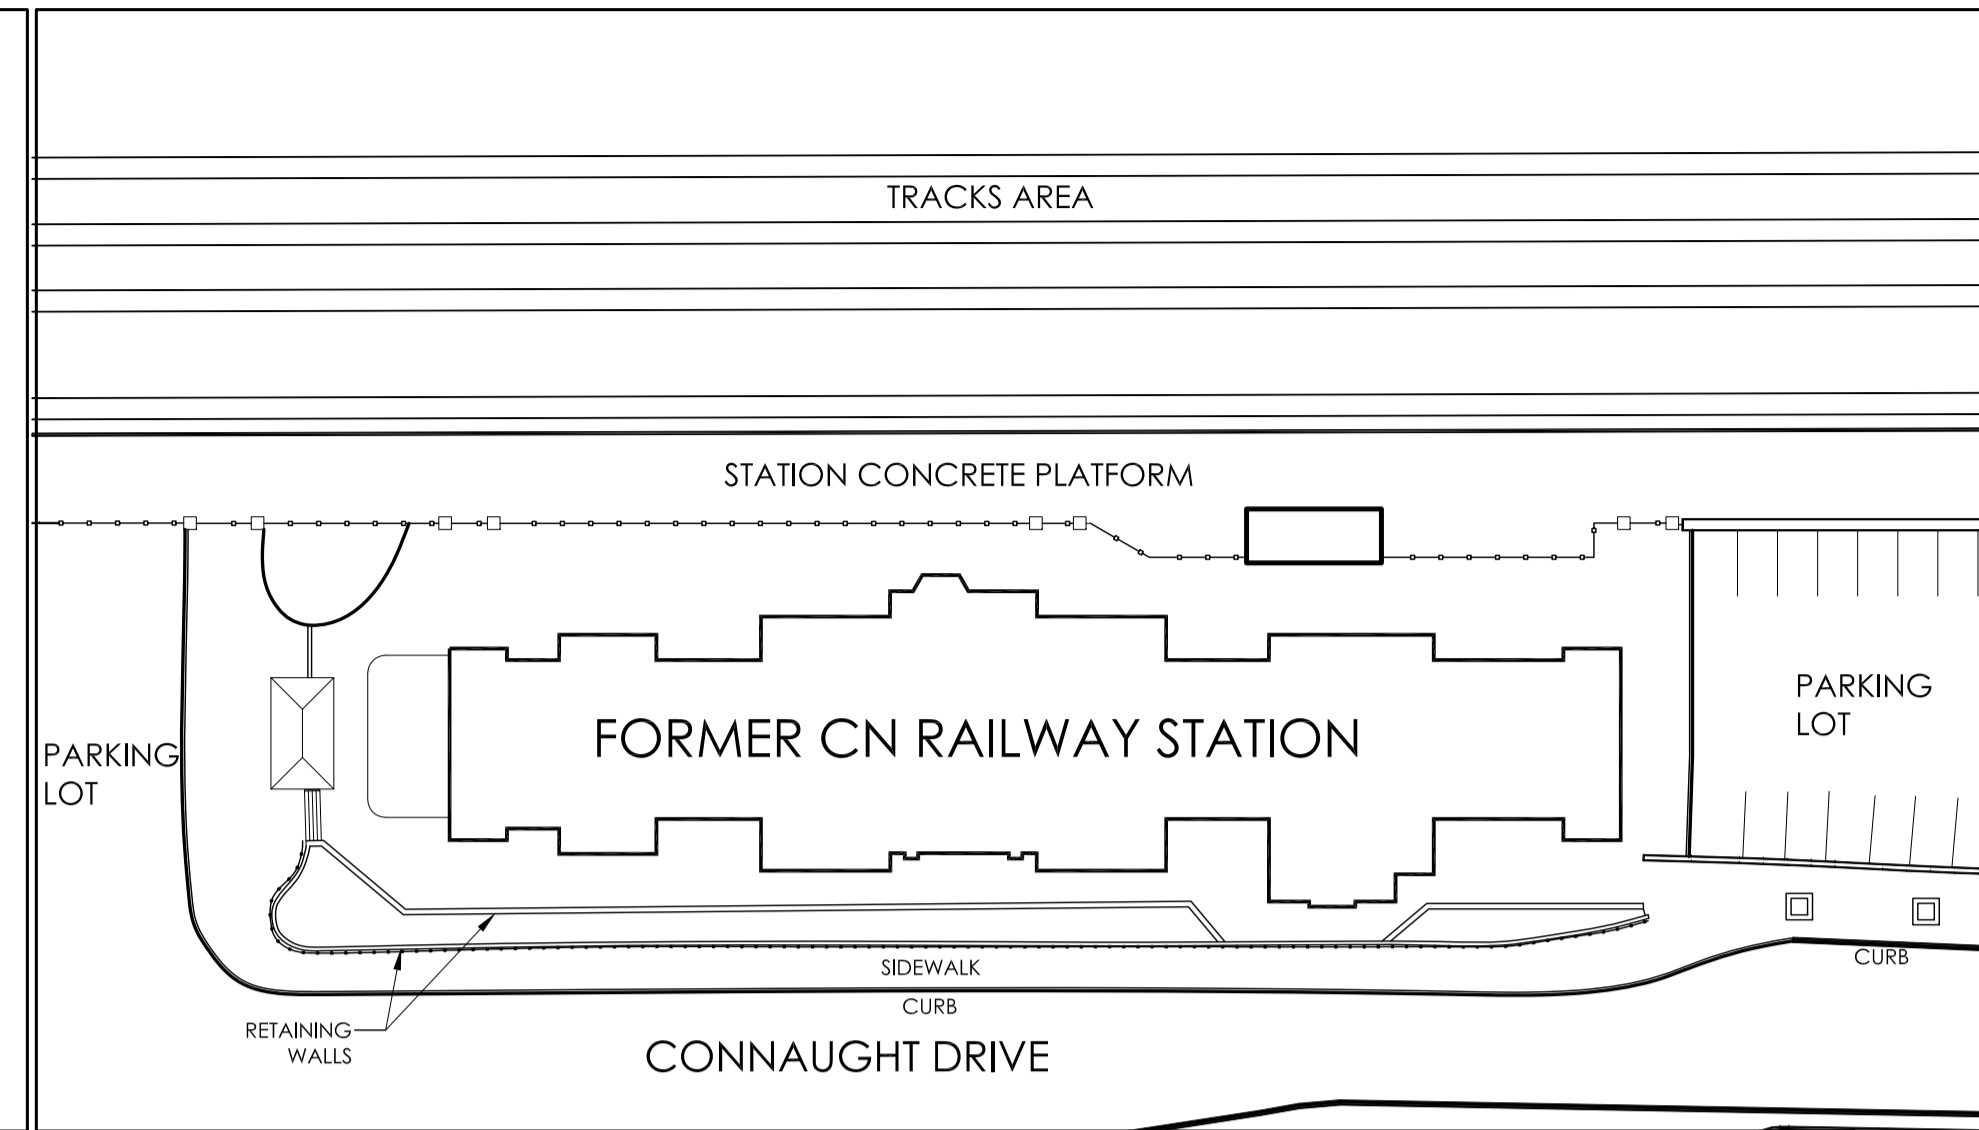 TRACKS AREA
STATION CONCRETE PLATFORM
FORMER CN RAILWAY STATION
PARKING
LOT
PARKING
LOT
SIDEWALK
CURB
CURB
RETAINING
WALLS
CONNAUGHT DRIVE